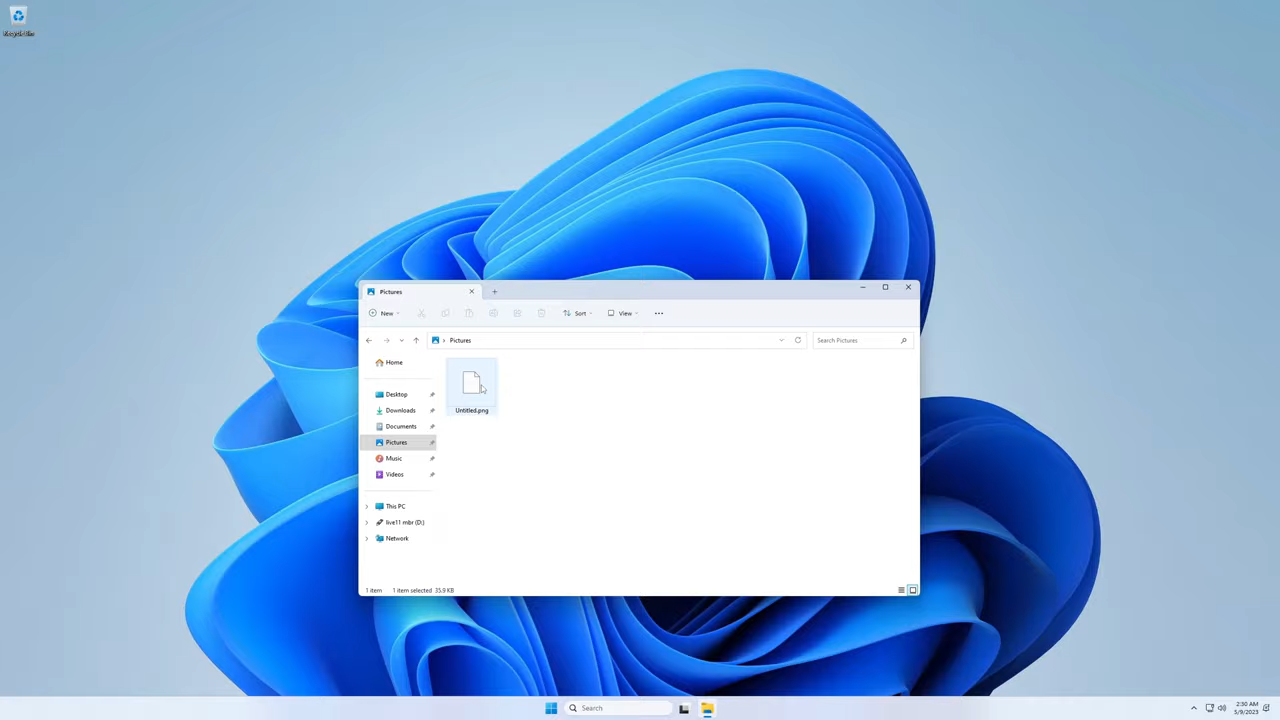 Recycle Bin
Pictures
New
Sort
View
Pictures
Search Pictures
Home
Desktop
Downloads
Documents
Pictures
Music
Videos
This PC
live11 mbr (D:)
Network
Untitled.png
1 item
1 item selected 35.9 KB
Search
2:30 AM
5/9/2023